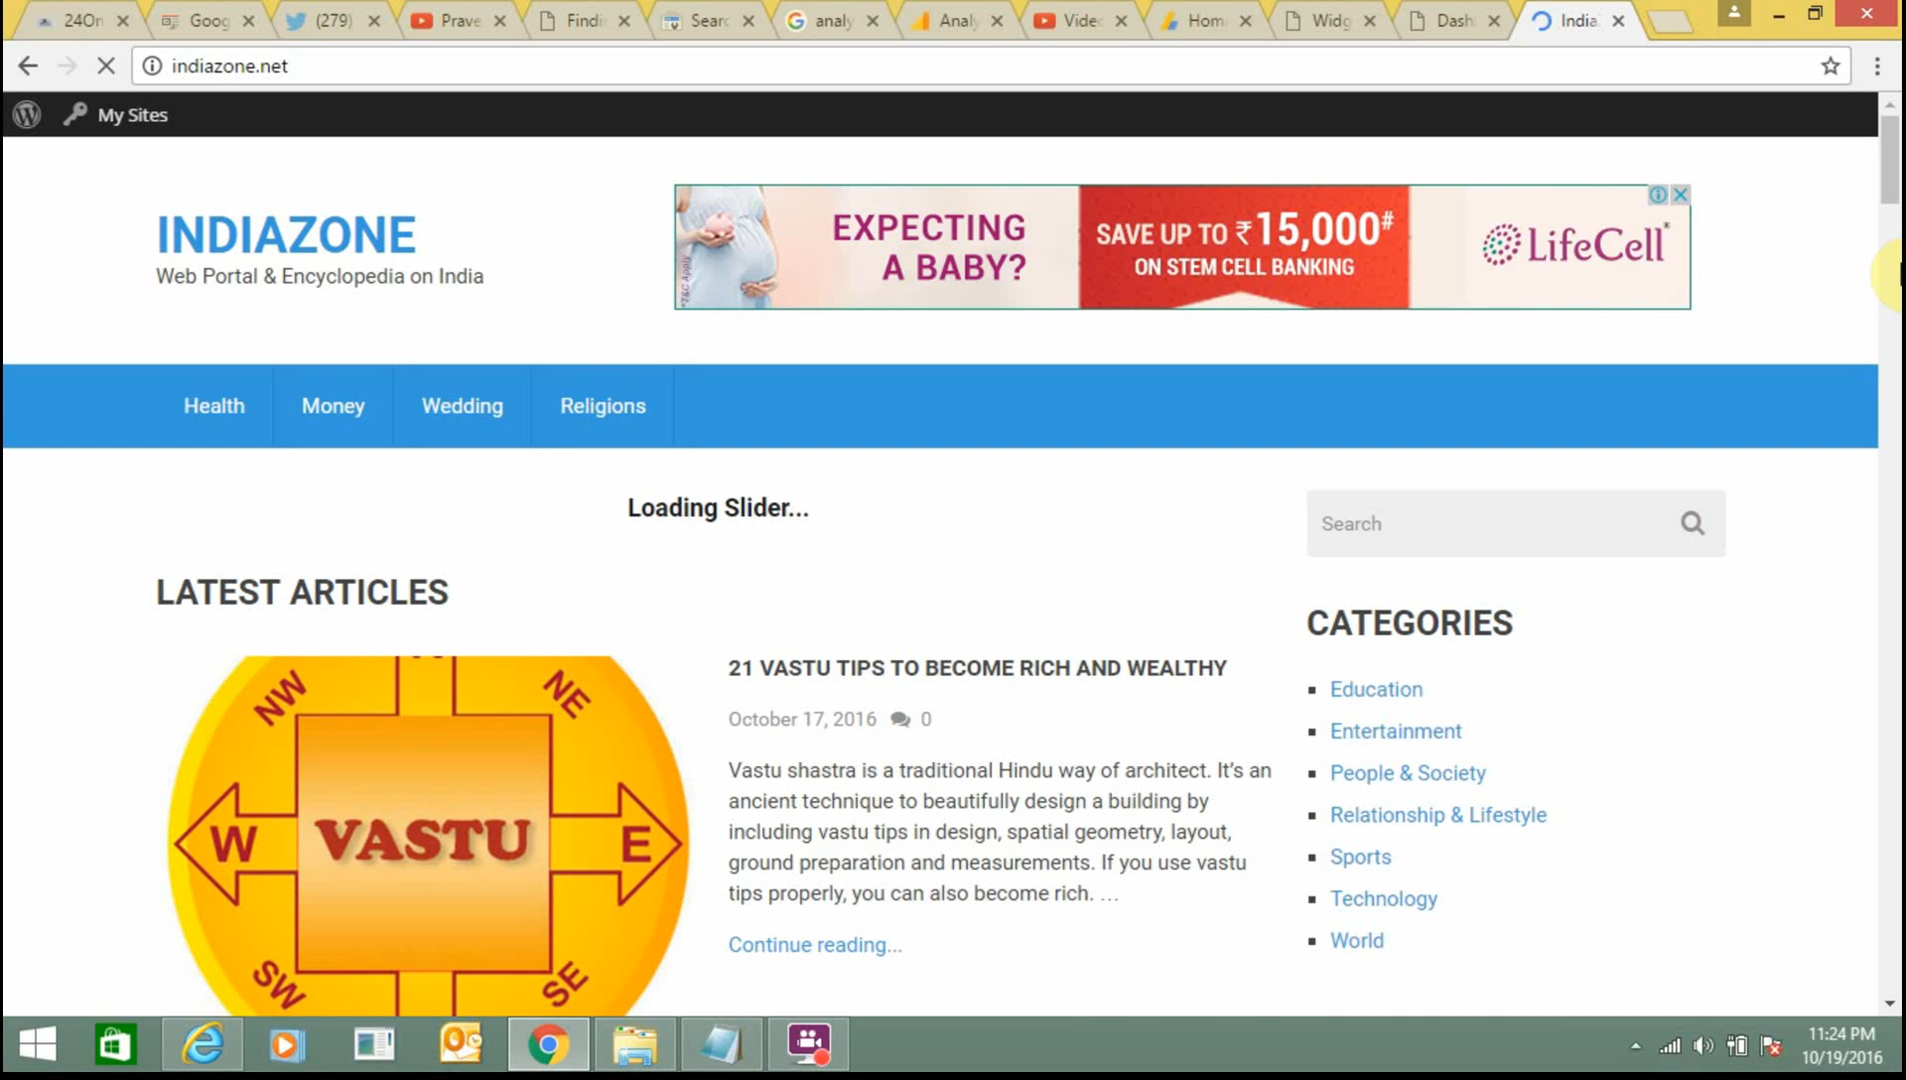 24On
Goog
(279)
Prave
Findi
Searc
analy
Analy
Video
Hom
Widg
Dash
India
indiazone.net
My Sites
INDIAZONE
Web Portal & Encyclopedia on India
EXPECTING
A BABY?
*T&C Apply
SAVE UP TO ₹15,000#
ON STEM CELL BANKING
LifeCell
Health
Money
Wedding
Religions
Loading Slider...
Search
LATEST ARTICLES
CATEGORIES
NW
NE
W
VASTU
E
SW
SE
21 VASTU TIPS TO BECOME RICH AND WEALTHY
October 17, 2016
0
Vastu shastra is a traditional Hindu way of architect. It's an
ancient technique to beautifully design a building by
including vastu tips in design, spatial geometry, layout,
ground preparation and measurements. If you use vastu
tips properly, you can also become rich. …
Continue reading...
Education
Entertainment
People & Society
Relationship & Lifestyle
Sports
Technology
World
11:24 PM
10/19/2016